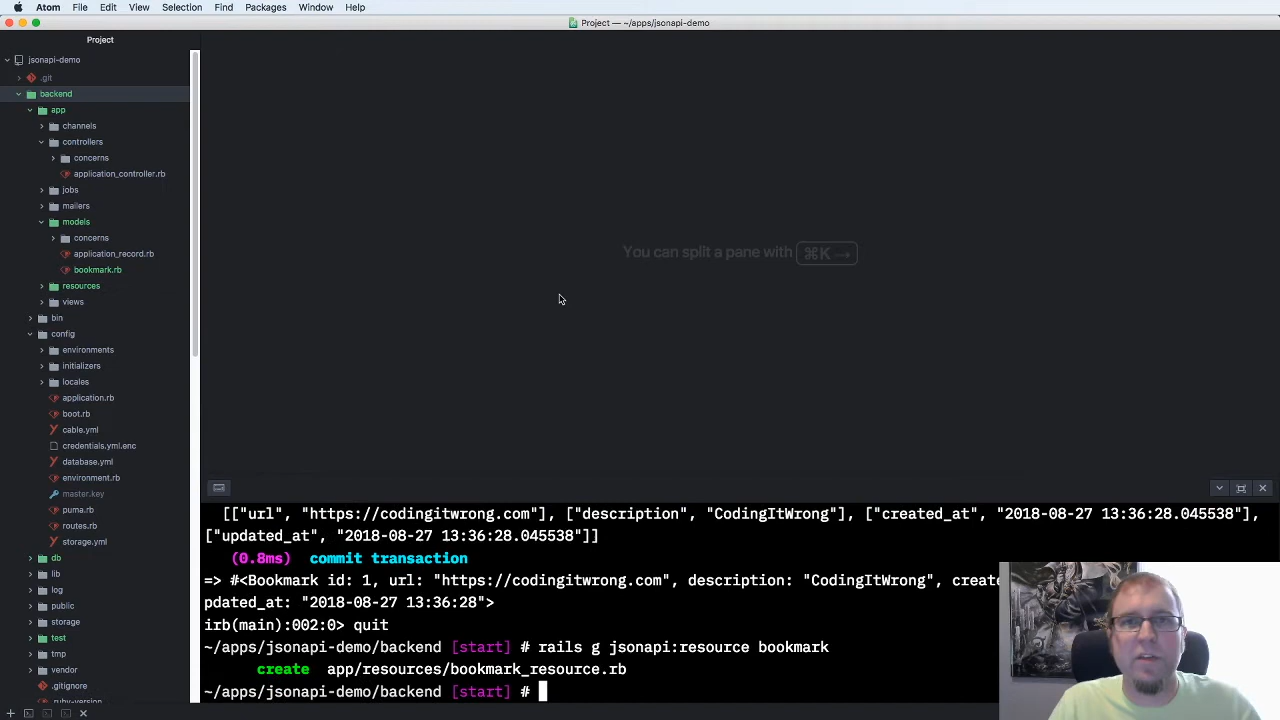 Atom File Edit View Selection Find Packages Window Help
Project — ~/apps/jsonapi-demo
Project
jsonapi-demo
.git
backend
app
channels
controllers
concerns
application_controller.rb
jobs
mailers
models
concerns
application_record.rb
bookmark.rb
resources
views
bin
config
environments
initializers
locales
application.rb
boot.rb
cable.yml
credentials.yml.enc
database.yml
environment.rb
master.key
puma.rb
routes.rb
storage.yml
db
lib
log
public
storage
test
tmp
vendor
.gitignore
.ruby-version
You can split a pane with ⌘K →
[["url", "https://codingitwrong.com"], ["description", "CodingItWrong"], ["created_at", "2018-08-27 13:36:28.045538"],
["updated_at", "2018-08-27 13:36:28.045538"]]
(0.8ms) commit transaction
=> #<Bookmark id: 1, url: "https://codingitwrong.com", description: "CodingItWrong", create
pdated_at: "2018-08-27 13:36:28">
irb(main):002:0> quit
~/apps/jsonapi-demo/backend [start] # rails g jsonapi:resource bookmark
create app/resources/bookmark_resource.rb
~/apps/jsonapi-demo/backend [start] #